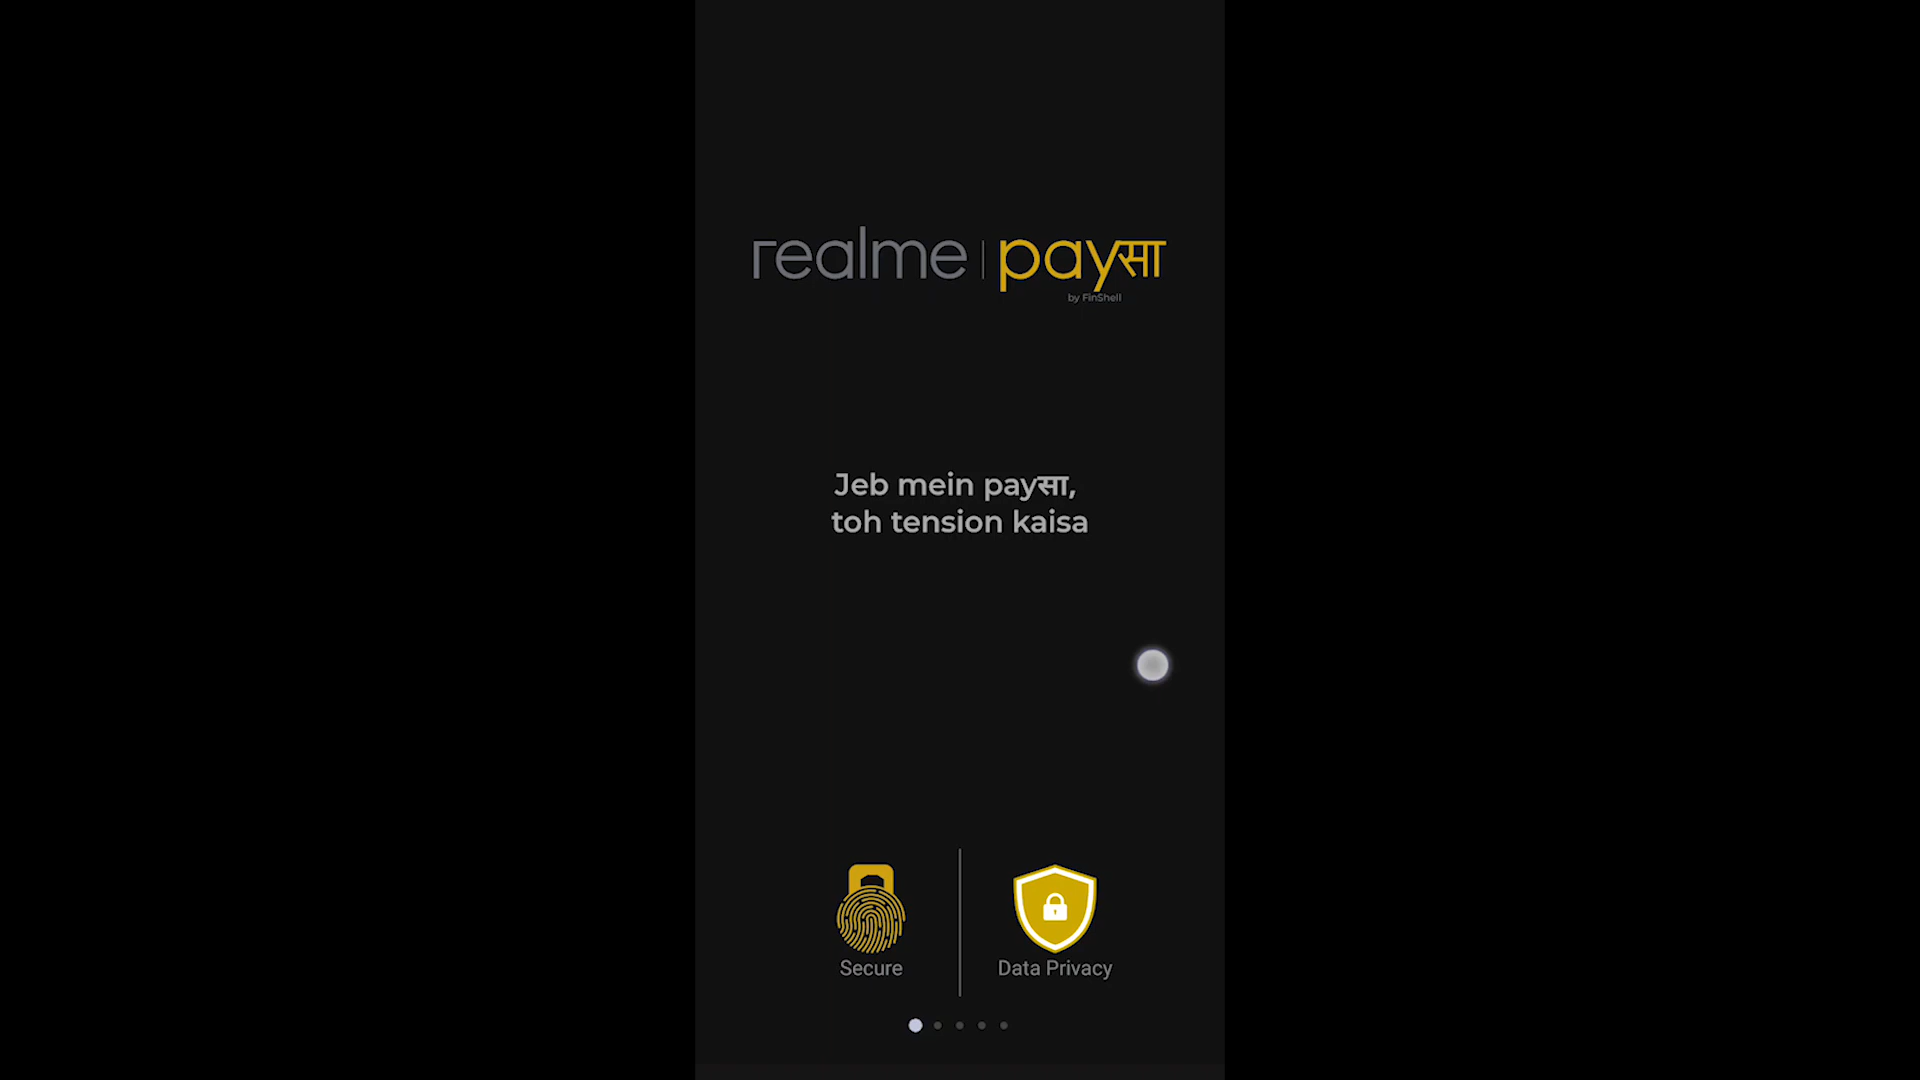 realme | payसा
by FinShell
Jeb mein payसा,
toh tension kaisa
Secure
Data Privacy